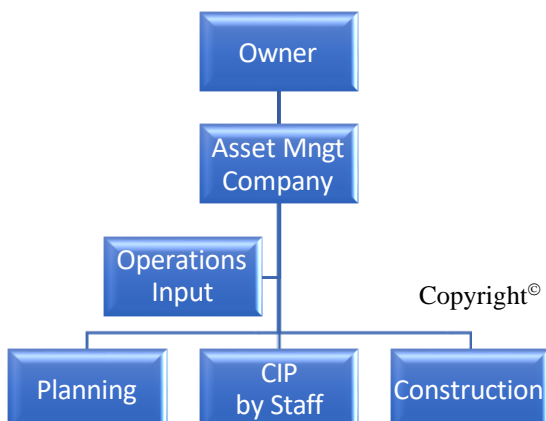 Owner
Asset Mngt
Company
Operations
Input
Copyright©
Planning
CIP
by Staff
Construction